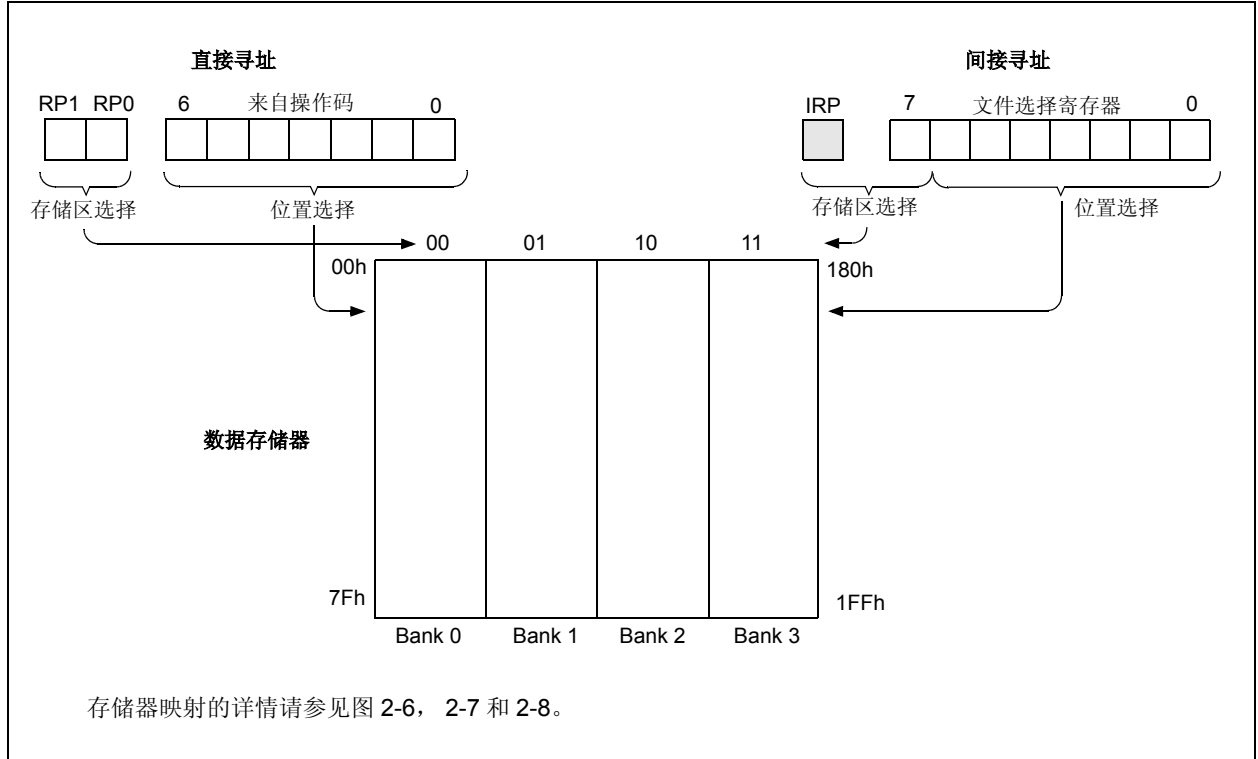 直接寻址
间接寻址
RP1 RP0 6 来自操作码 0
IRP 7 文件选择寄存器 0
存储区选择 位置选择
存储区选择 位置选择
00 01 10 11
00h 180h
数据存储器
7Fh 1FFh
Bank 0 Bank 1 Bank 2 Bank 3
存储器映射的详情请参见图 2-6， 2-7 和 2-8。